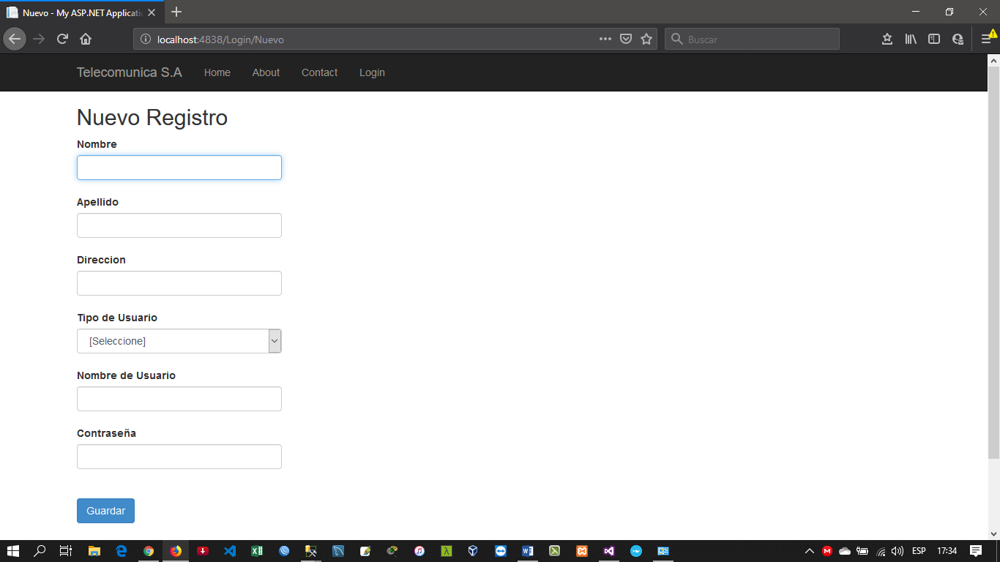 Nuevo - My ASP.NET Applicati
localhost:4838/Login/Nuevo
Buscar
Telecomunica S.A Home About Contact Login
Nuevo Registro
Nombre
Apellido
Direccion
Tipo de Usuario
[Seleccione]
Nombre de Usuario
Contraseña
Guardar
ESP 17:34